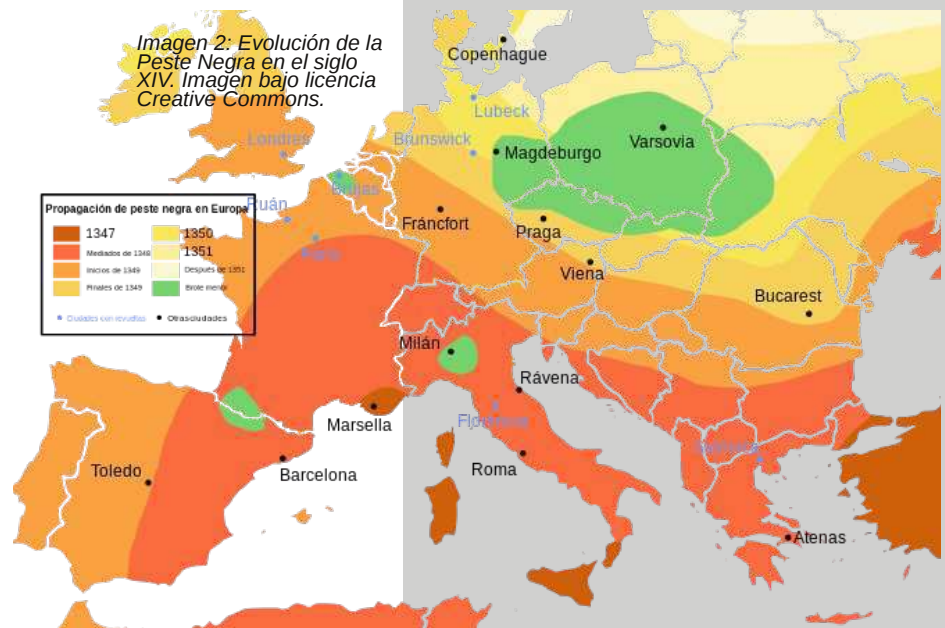 Imagen 2: Evolución de la
Peste Negra en el siglo
XIV. Imagen bajo licencia
Creative Commons.
Copenhague
Lubeck
Londres
Brunswick
Magdeburgo
Varsovia
Brujas
Ruán
Fráncfort
Praga
París
Viena
Propagación de peste negra en Europa
1347
1350
Mediados de 1348
1351
Inicios de 1349
Después de 1351
Finales de 1349
Brote menor
Ciudades con revueltas
Otras ciudades
Bucarest
Milán
Rávena
Marsella
Florencia
Toledo
Barcelona
Roma
Atenas